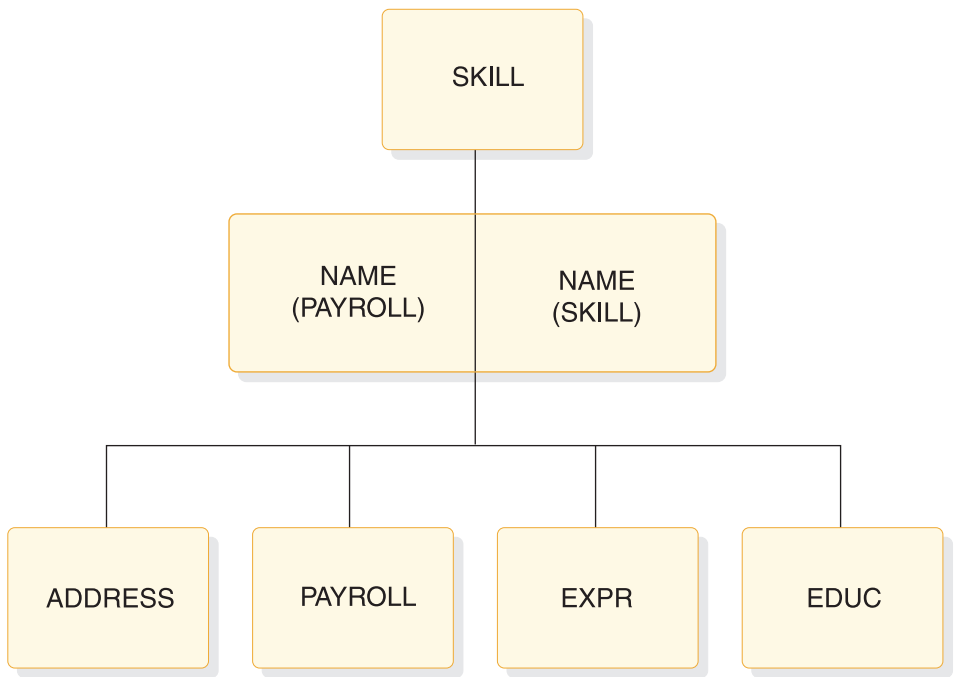 SKILL
NAME
(PAYROLL)
NAME
(SKILL)
ADDRESS
PAYROLL
EXPR
EDUC